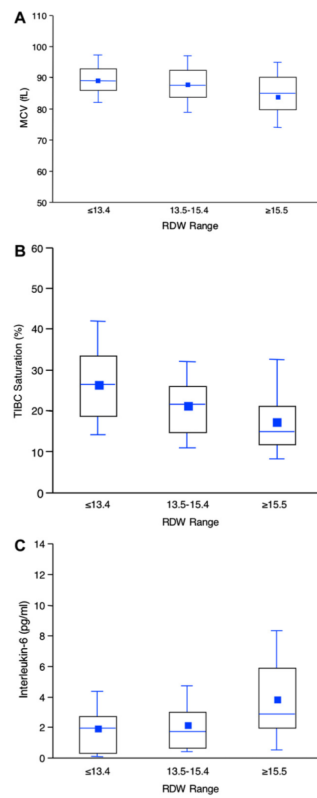 A
110
100
90
80
70
60
50
MCV (fL)
≤13.4 13.5-15.4 ≥15.5
RDW Range
B
60
50
40
30
20
10
0
TIBC Saturation (%)
≤13.4 13.5-15.4 ≥15.5
RDW Range
C
14
12
10
8
6
4
2
0
Interleukin-6 (pg/ml)
≤13.4 13.5-15.4 ≥15.5
RDW Range